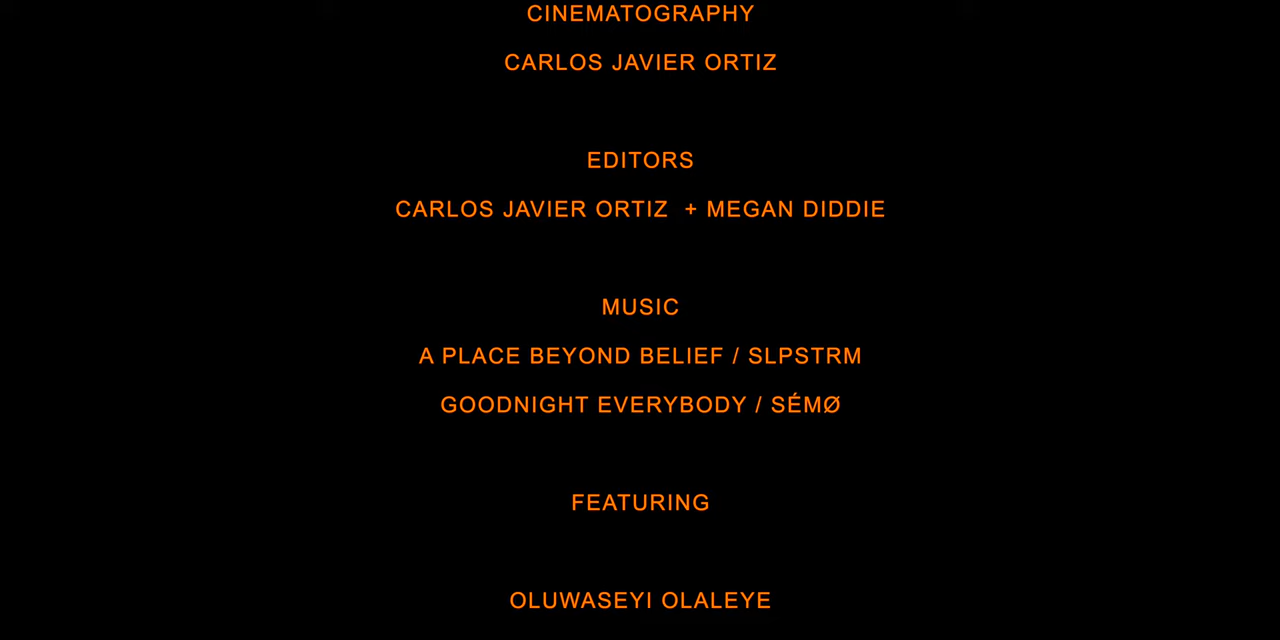 CINEMATOGRAPHY
CARLOS JAVIER ORTIZ
EDITORS
CARLOS JAVIER ORTIZ + MEGAN DIDDIE
MUSIC
A PLACE BEYOND BELIEF / SLPSTRM
GOODNIGHT EVERYBODY / SÉMØ
FEATURING
OLUWASEYI OLALEYE